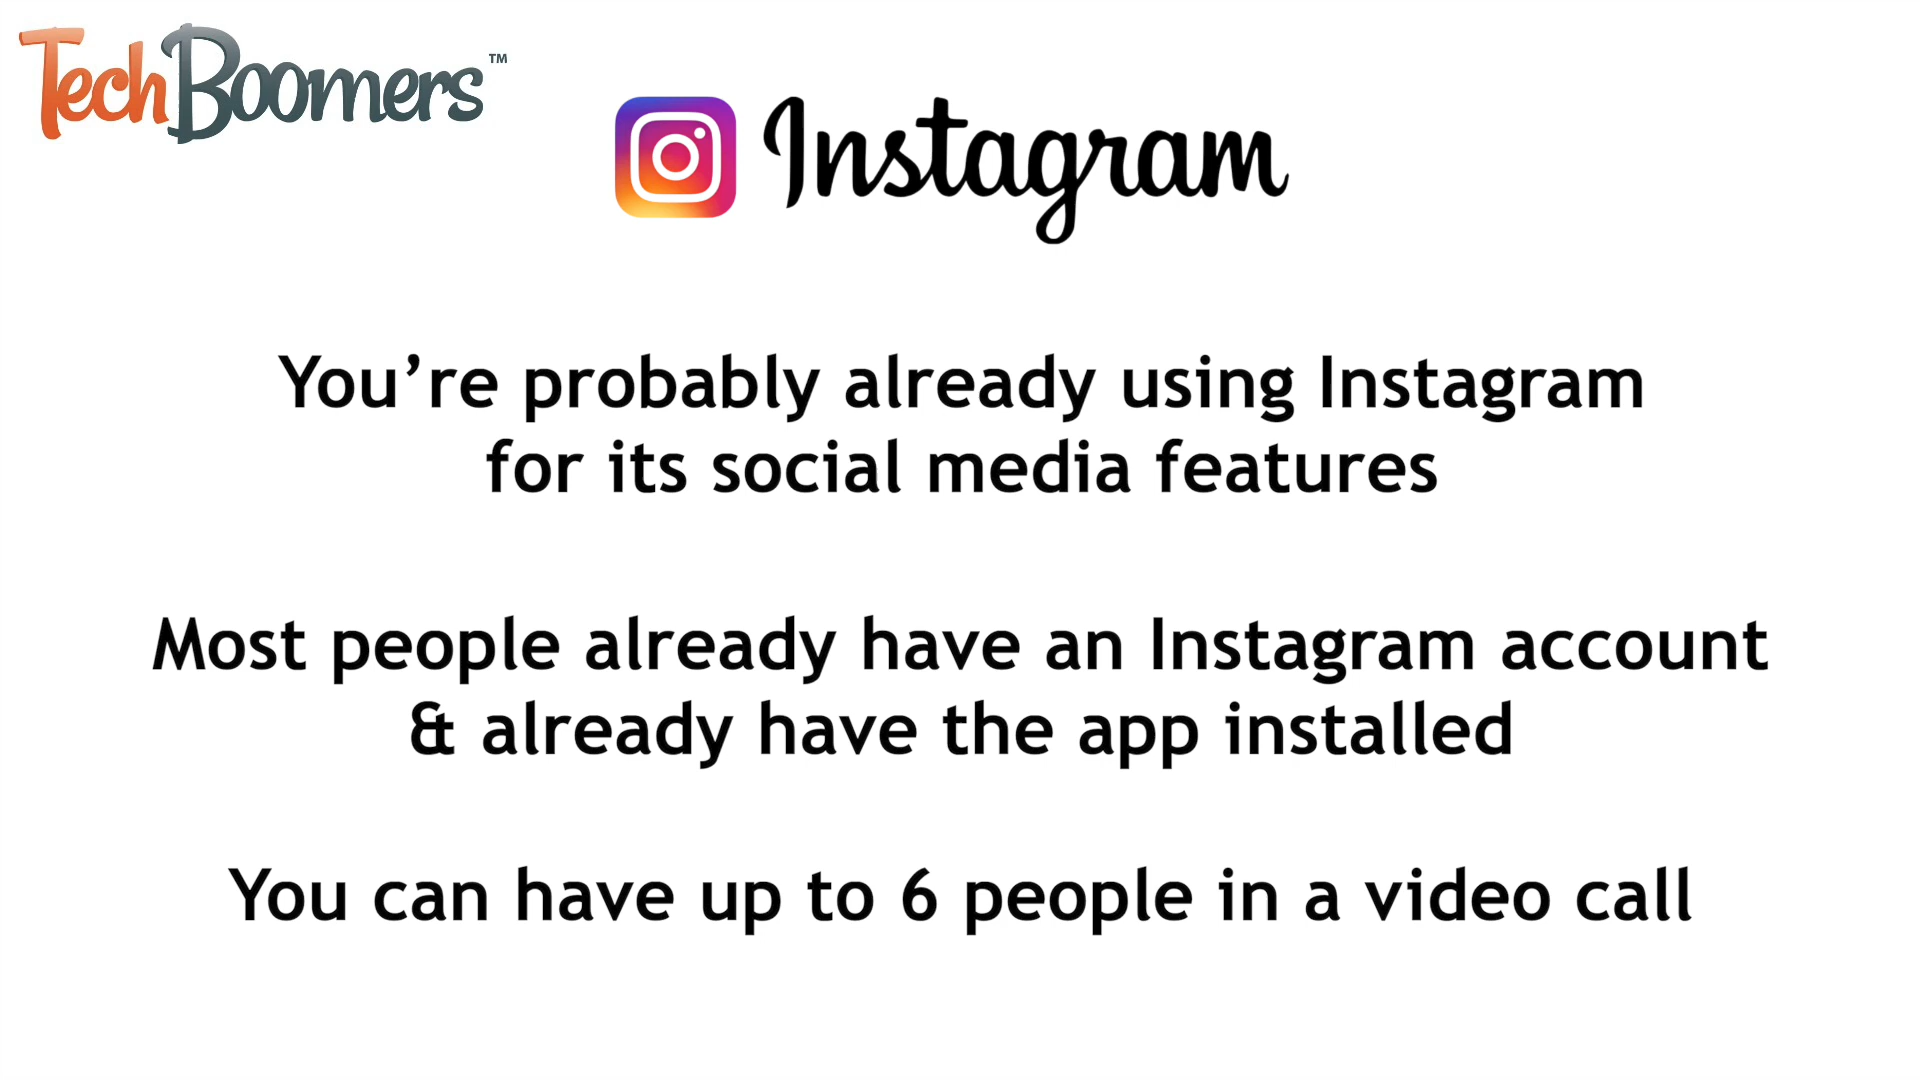 TechBoomers™
Instagram
You’re probably already using Instagram
for its social media features
Most people already have an Instagram account
& already have the app installed
You can have up to 6 people in a video call